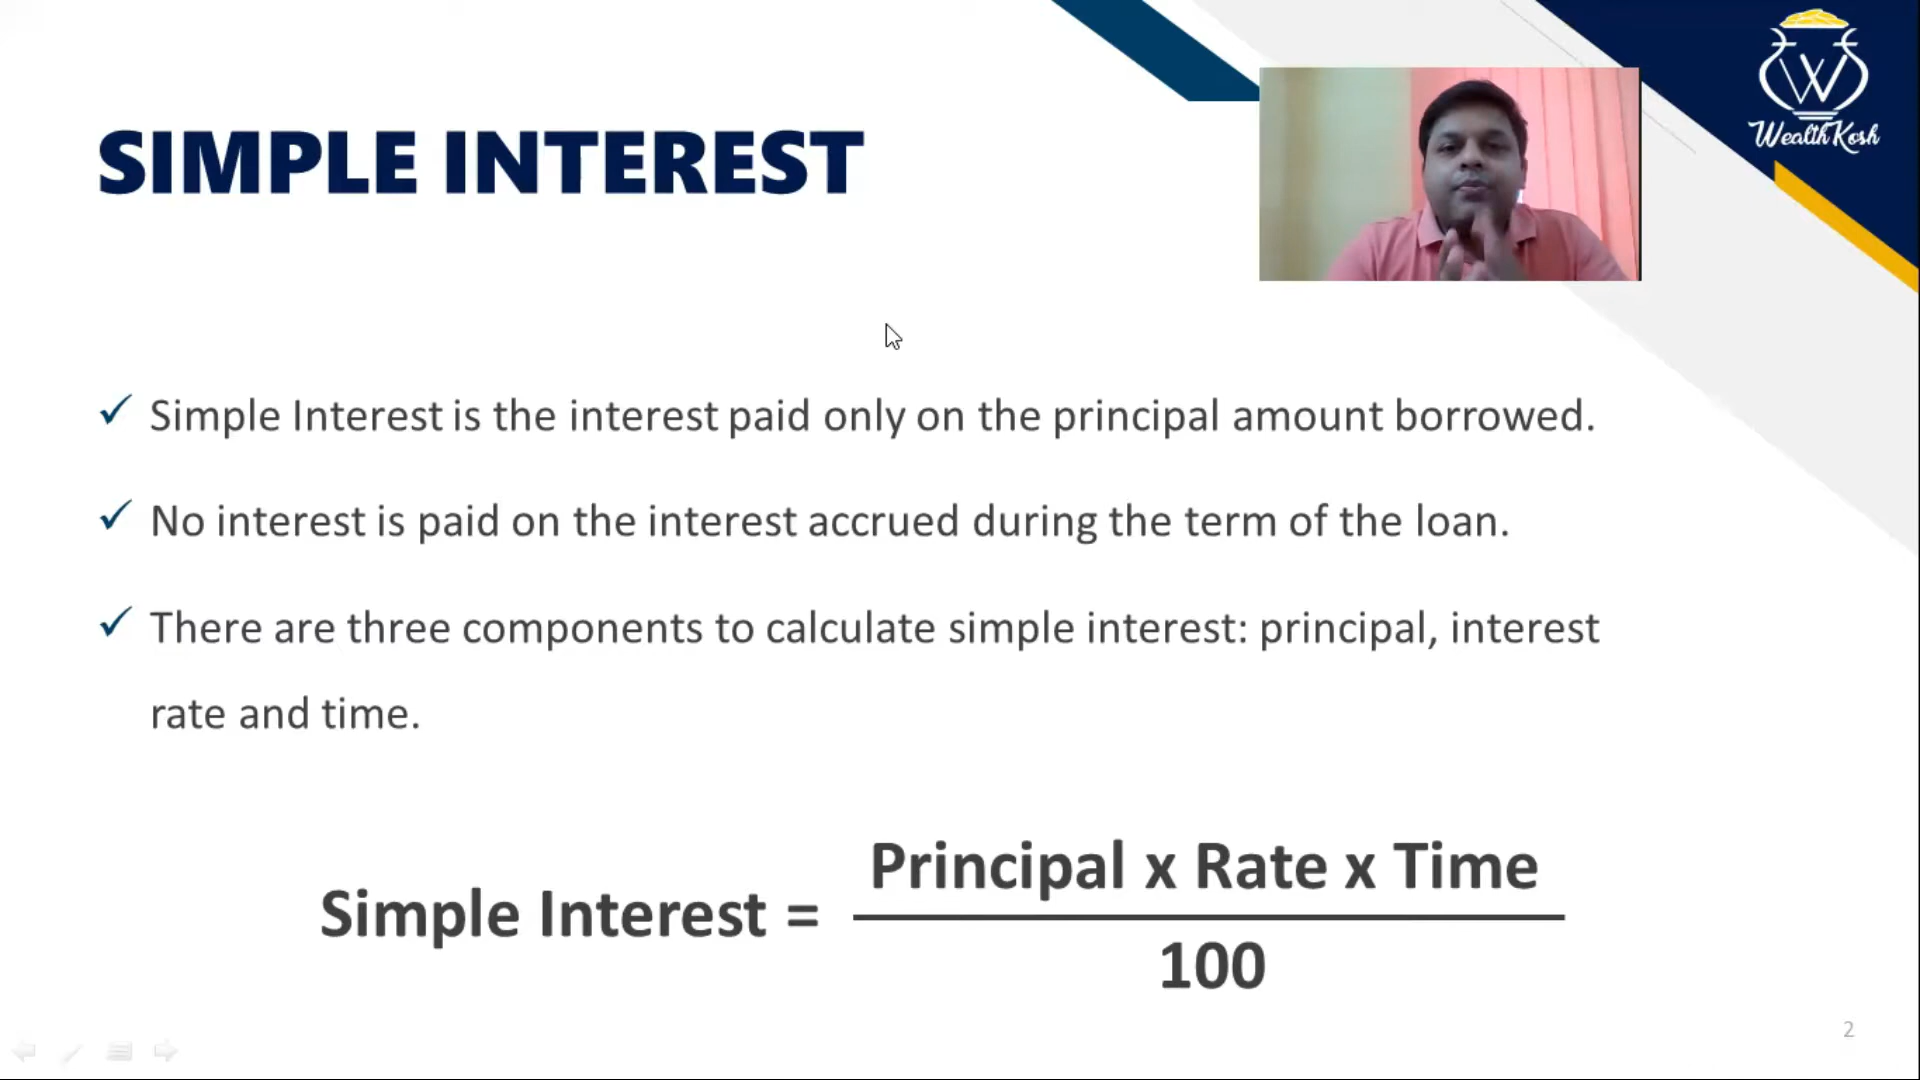 SIMPLE INTEREST
W
WealthKosh
✓ Simple Interest is the interest paid only on the principal amount borrowed.
✓ No interest is paid on the interest accrued during the term of the loan.
✓ There are three components to calculate simple interest: principal, interest
rate and time.
Principal x Rate x Time
Simple Interest =
100
2